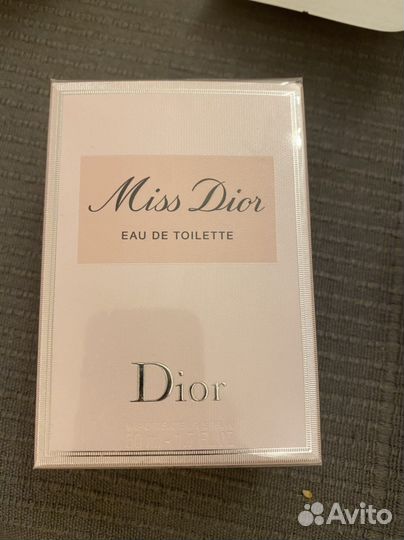 Miss Dior
EAU DE TOILETTE
Dior
Avito